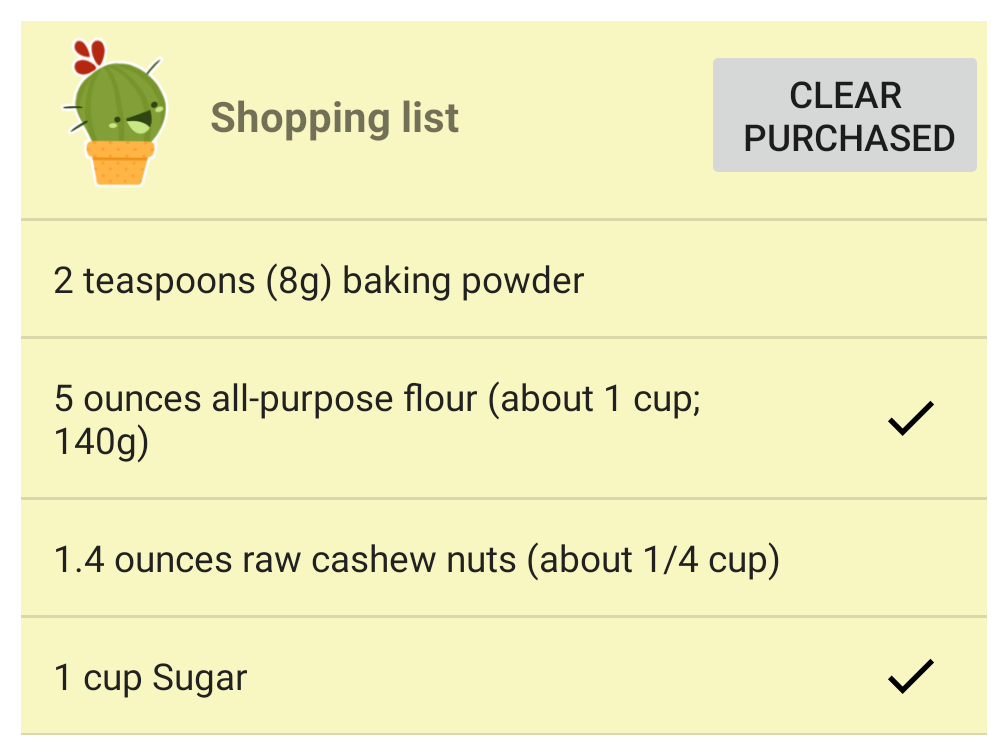 Shopping list
CLEAR
PURCHASED
2 teaspoons (8g) baking powder
5 ounces all-purpose flour (about 1 cup;
140g)
1.4 ounces raw cashew nuts (about 1/4 cup)
1 cup Sugar